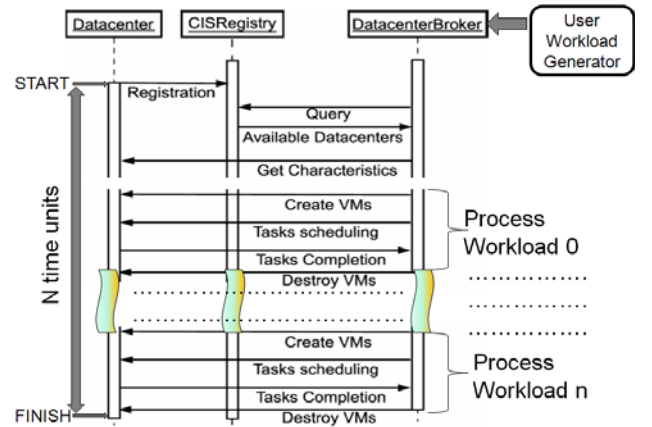 Datacenter
CISRegistry
DatacenterBroker
User
Workload
Generator
START
Registration
Query
Available Datacenters
Get Characteristics
N time units
Create VMs
Tasks scheduling
Tasks Completion
Destroy VMs
Process
Workload 0
Create VMs
Tasks scheduling
Tasks Completion
Destroy VMs
Process
Workload n
FINISH